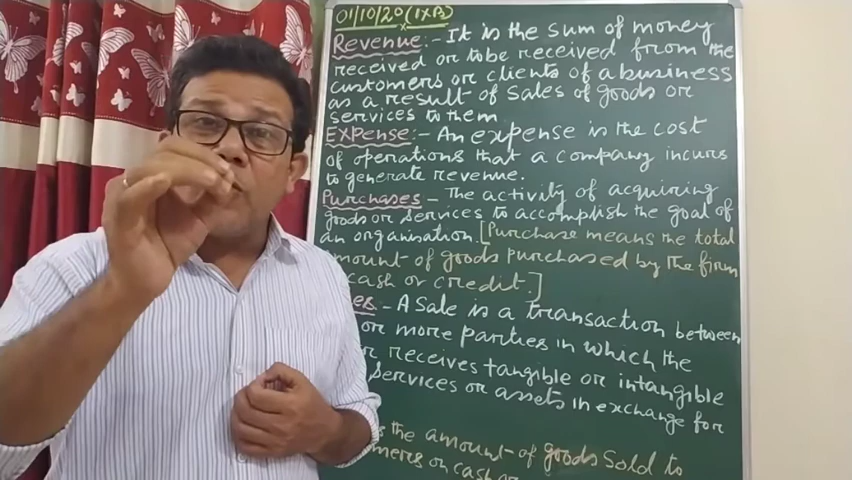 01/10/20 (IX B)
Revenue:- It is the sum of money
received or to be received from the
customers or clients of a business
as a result of Sales of goods or
services to them
Expense:- An expense is the cost
of operations that a company incurs
to generate revenue.
Purchases - The activity of acquiring
goods or services to accomplish the goal of
an organisation. [Purchase means the total
amount of goods purchased by the firm
cash or credit.]
es - A Sale is a transaction between
or more parties in which the
r receives tangible or intangible
, services or assets in exchange for
the amount of goods Sold to
mers on cash or